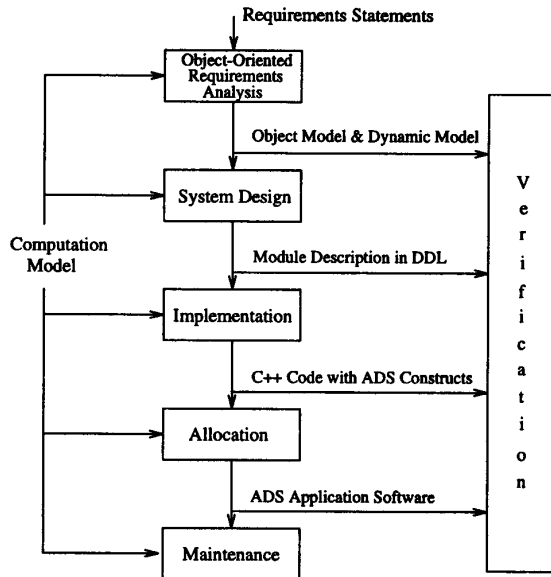 Requirements Statements
Object-Oriented
Requirements
Analysis
Object Model & Dynamic Model
System Design
Computation
Model
Module Description in DDL
Implementation
C++ Code with ADS Constructs
Allocation
ADS Application Software
Maintenance
Verification